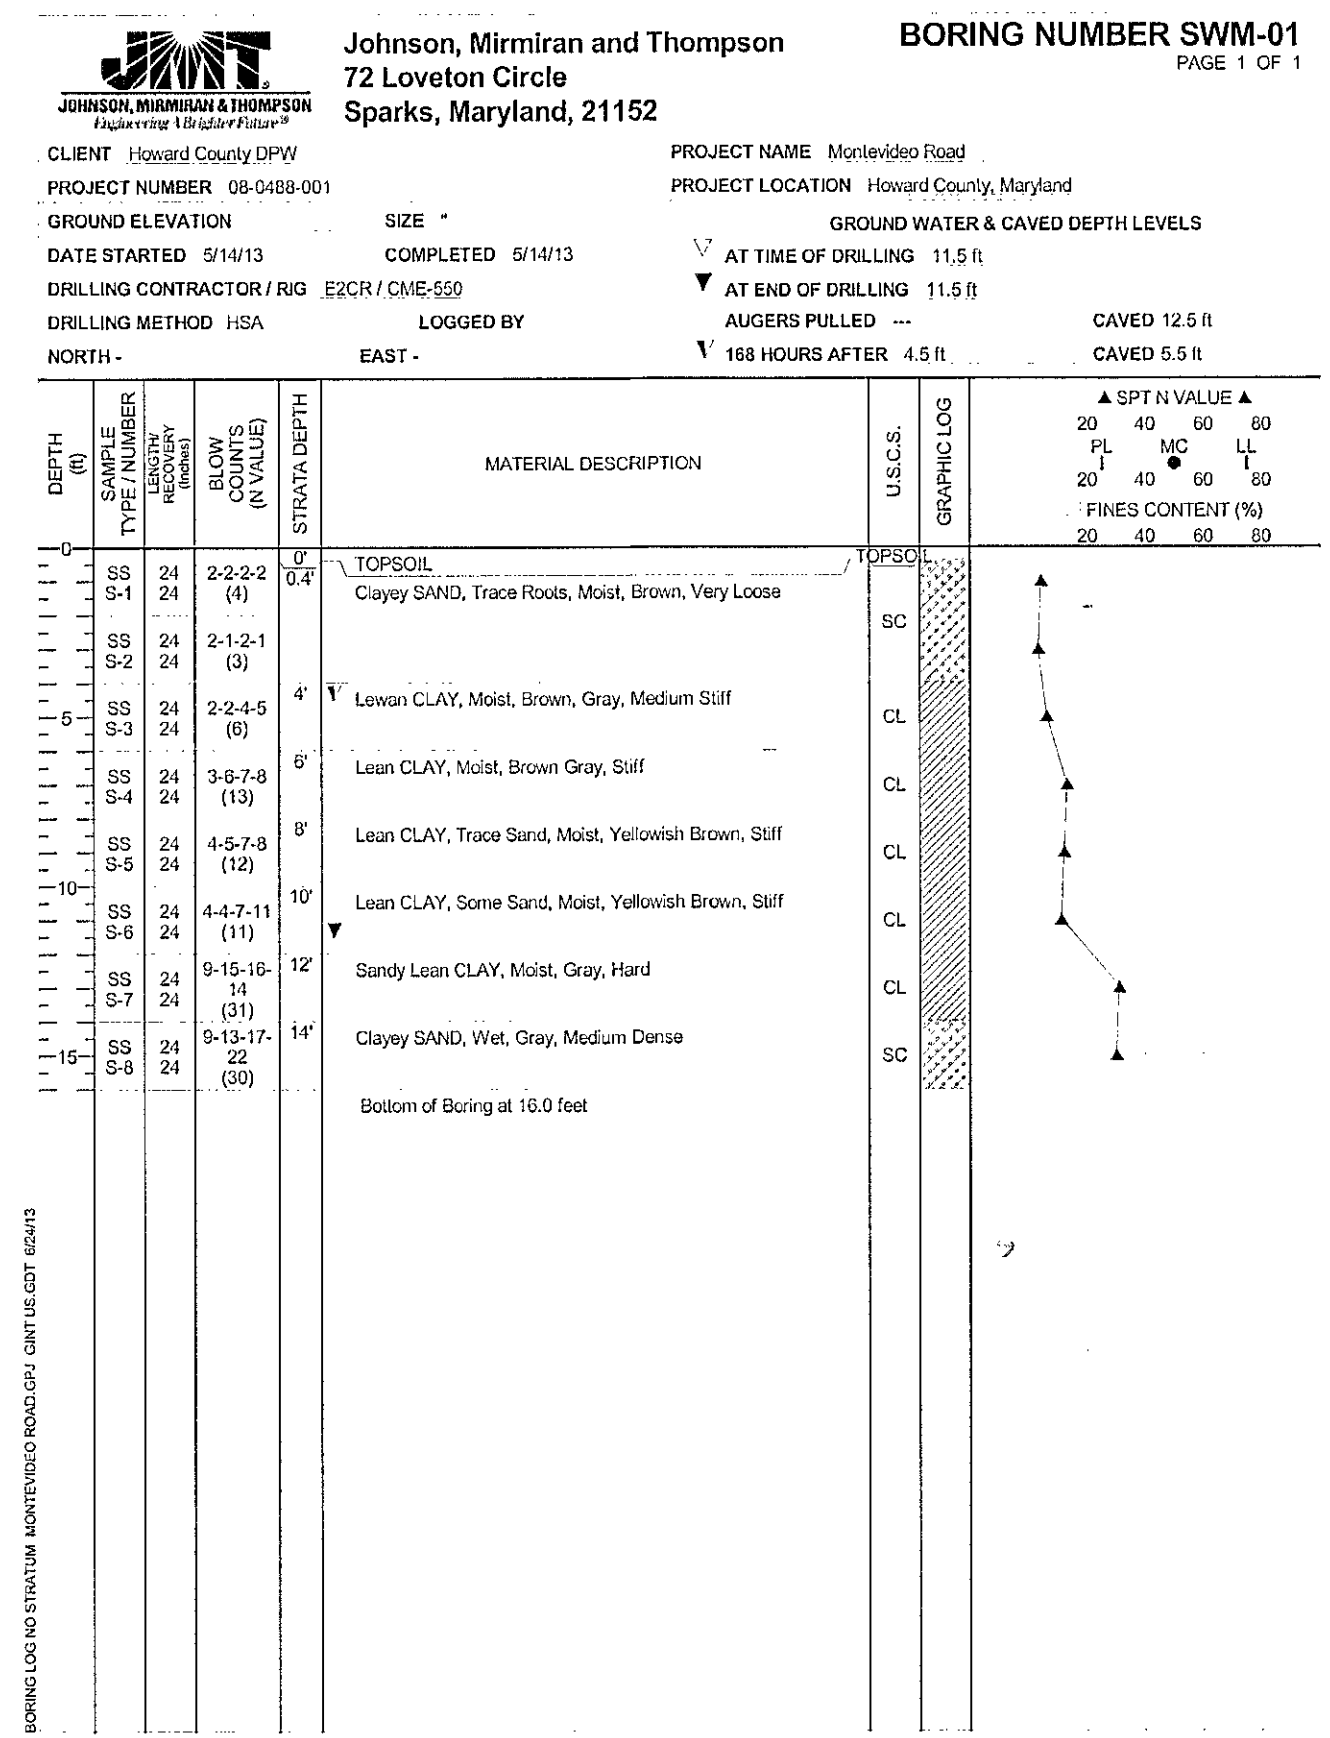 BORING NUMBER SWM-01
PAGE 1 OF 1
JMT
JOHNSON, MIRMIRAN & THOMPSON
Engineering A Brighter Future®
Johnson, Mirmiran and Thompson
72 Loveton Circle
Sparks, Maryland, 21152
CLIENT Howard County DPW
PROJECT NAME Montevideo Road
PROJECT NUMBER 08-0488-001
PROJECT LOCATION Howard County, Maryland
GROUND ELEVATION SIZE "
GROUND WATER & CAVED DEPTH LEVELS
DATE STARTED 5/14/13 COMPLETED 5/14/13
AT TIME OF DRILLING 11.5 ft
DRILLING CONTRACTOR / RIG E2CR / CME-550
AT END OF DRILLING 11.5 ft
DRILLING METHOD HSA LOGGED BY
AUGERS PULLED --- CAVED 12.5 ft
NORTH - EAST -
168 HOURS AFTER 4.5 ft CAVED 5.5 ft
DEPTH (ft)
SAMPLE TYPE / NUMBER
LENGTH/ RECOVERY (inches)
BLOW COUNTS (N VALUE)
STRATA DEPTH
MATERIAL DESCRIPTION
U.S.C.S.
GRAPHIC LOG
▲ SPT N VALUE ▲
20 40 60 80
PL MC LL
20 40 60 80
FINES CONTENT (%)
20 40 60 80
0
0' TOPSOIL TOPSOIL
SS 24 2-2-2-2 0.4'
S-1 24 (4) Clayey SAND, Trace Roots, Moist, Brown, Very Loose
SC
SS 24 2-1-2-1
S-2 24 (3)
4' Lewan CLAY, Moist, Brown, Gray, Medium Stiff
5 SS 24 2-2-4-5 CL
S-3 24 (6)
6' Lean CLAY, Moist, Brown Gray, Stiff
SS 24 3-6-7-8 CL
S-4 24 (13)
8' Lean CLAY, Trace Sand, Moist, Yellowish Brown, Stiff
SS 24 4-5-7-8 CL
S-5 24 (12)
10
10' Lean CLAY, Some Sand, Moist, Yellowish Brown, Stiff
SS 24 4-4-7-11 CL
S-6 24 (11)
9-15-16- 12' Sandy Lean CLAY, Moist, Gray, Hard
SS 24 14 CL
S-7 24 (31)
9-13-17- 14' Clayey SAND, Wet, Gray, Medium Dense
15 SS 24 22 SC
S-8 24 (30)
Bottom of Boring at 16.0 feet
BORING LOG NO STRATUM MONTEVIDEO ROAD.GPJ GINT US.GDT 6/24/13